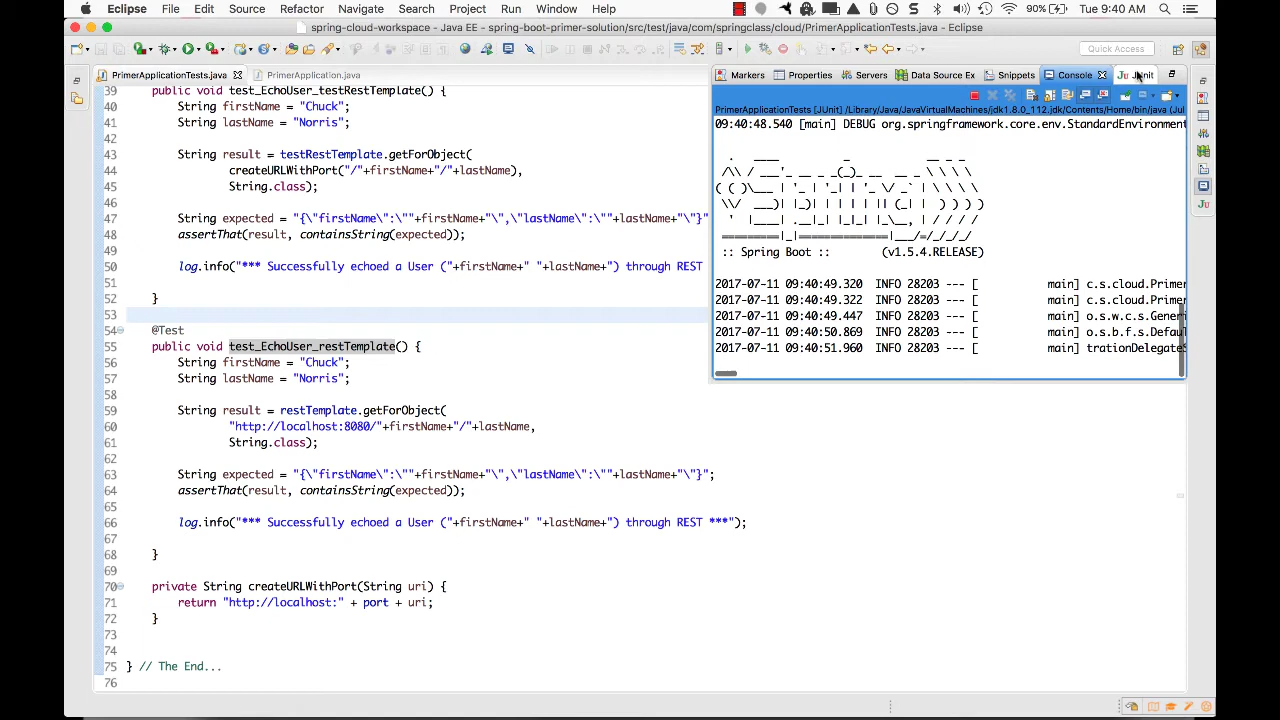 Eclipse File Edit Source Refactor Navigate Search Project Run Window Help 90% Tue 9:40 AM
spring-cloud-workspace - Java EE - spring-boot-primer-solution/src/test/java/com/springclass/cloud/PrimerApplicationTests.java - Eclipse
Quick Access
PrimerApplicationTests.java PrimerApplication.java
Markers Properties Servers Data Source Ex Snippets Console JUnit
PrimerApplicationTests [JUnit] /Library/Java/JavaVirtualMachines/jdk1.8.0_112.jdk/Contents/Home/bin/java (Jul
09:40:48.540 [main] DEBUG org.springframework.core.env.StandardEnvironment
:: Spring Boot :: (v1.5.4.RELEASE)
2017-07-11 09:40:49.320 INFO 28203 --- [ main] c.s.cloud.Primer
2017-07-11 09:40:49.322 INFO 28203 --- [ main] c.s.cloud.Primer
2017-07-11 09:40:49.447 INFO 28203 --- [ main] o.s.w.c.s.Generi
2017-07-11 09:40:50.869 INFO 28203 --- [ main] o.s.b.f.s.Defau
2017-07-11 09:40:51.960 INFO 28203 --- [ main] trationDelegate
39 public void test_EchoUser_testRestTemplate() {
40 String firstName = "Chuck";
41 String lastName = "Norris";
42
43 String result = testRestTemplate.getForObject(
44 createURLWithPort("/"+firstName+"/"+lastName),
45 String.class);
46
47 String expected = "{\"firstName\":\""+firstName+"\",\"lastName\":\""+lastName+"\"}"
48 assertThat(result, containsString(expected));
49
50 log.info("*** Successfully echoed a User ("+firstName+" "+lastName+") through REST
51
52 }
53
54 @Test
55 public void test_EchoUser_restTemplate() {
56 String firstName = "Chuck";
57 String lastName = "Norris";
58
59 String result = restTemplate.getForObject(
60 "http://localhost:8080/"+firstName+"/"+lastName,
61 String.class);
62
63 String expected = "{\"firstName\":\""+firstName+"\",\"lastName\":\""+lastName+"\"}";
64 assertThat(result, containsString(expected));
65
66 log.info("*** Successfully echoed a User ("+firstName+" "+lastName+") through REST ***");
67
68 }
69
70 private String createURLWithPort(String uri) {
71 return "http://localhost:" + port + uri;
72 }
73
74
75 } // The End...
76